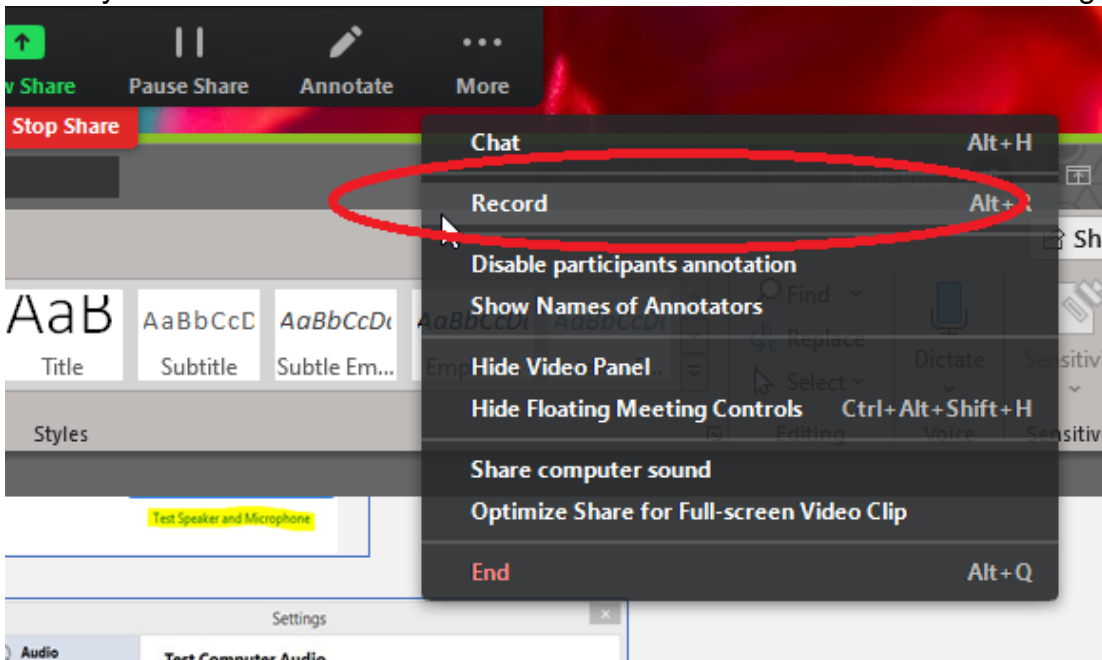 Share
Pause Share
Annotate
More
Stop Share
Chat Alt+H
Record Alt+R
Sh
Disable participants annotation
Show Names of Annotators
Find
Replace
Select
Dictate
AaB AaBbCcD AaBbCcDt
Title Subtitle Subtle Em...
Hide Video Panel
Hide Floating Meeting Controls Ctrl+Alt+Shift+H
Styles
Editing
Voice
Share computer sound
Optimize Share for Full-screen Video Clip
Test Speaker and Microphone
End Alt+Q
Settings
Audio
Test Computer Audio